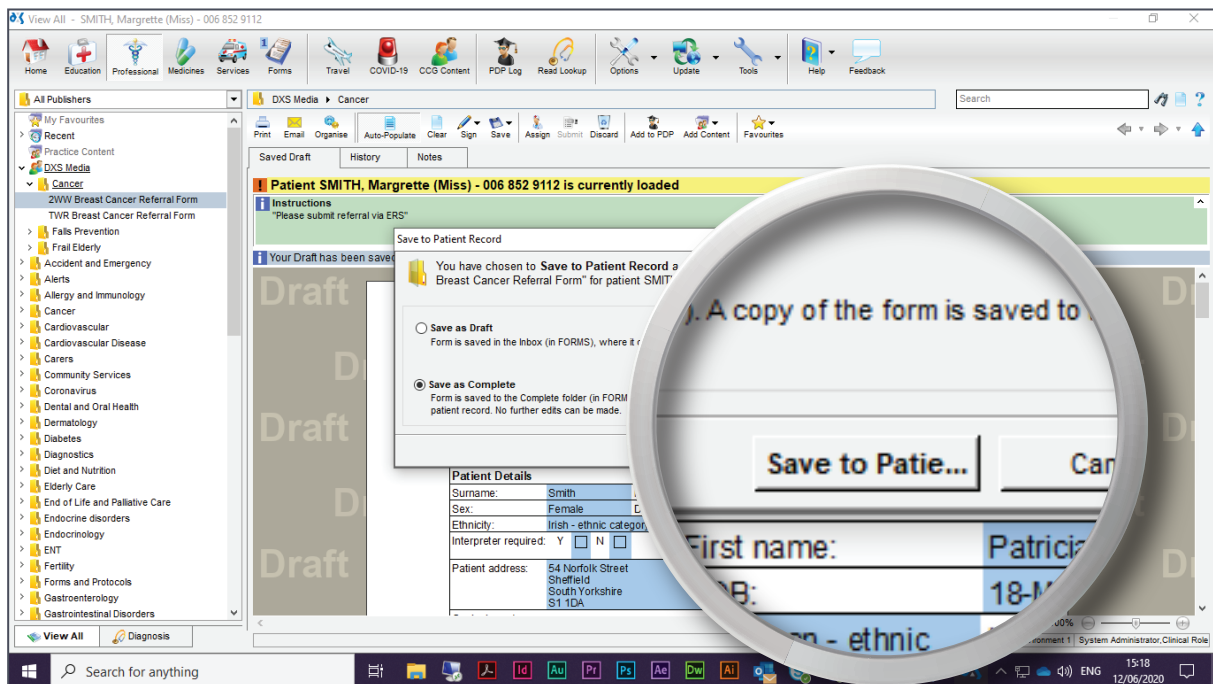 View All - SMITH, Margrette (Miss) - 006 852 9112
Home Education Professional Medicines Services Forms Travel COVID-19 CCG Content PDP Log Read Lookup Options Update Tools Help Feedback
All Publishers
DXS Media Cancer
Search
My Favourites
Recent
Practice Content
DXS Media
Cancer
2WW Breast Cancer Referral Form
TWR Breast Cancer Referral Form
Falls Prevention
Frail Elderly
Accident and Emergency
Alerts
Allergy and Immunology
Cancer
Cardiovascular
Cardiovascular Disease
Carers
Community Services
Coronavirus
Dental and Oral Health
Dermatology
Diabetes
Diagnostics
Diet and Nutrition
Elderly Care
End of Life and Palliative Care
Endocrine disorders
Endocrinology
ENT
Fertility
Forms and Protocols
Gastroenterology
Gastrointestinal Disorders
View All Diagnosis
Print Email Organise Auto-Populate Clear Sign Save Assign Submit Discard Add to PDP Add Content Favourites
Saved Draft History Notes
Patient SMITH, Margrette (Miss) - 006 852 9112 is currently loaded
Instructions
"Please submit referral via ERS"
Your Draft has been saved
Draft
Draft
Draft
Save to Patient Record
You have chosen to Save to Patient Record a
Breast Cancer Referral Form" for patient SMIT
Save as Draft
Form is saved in the Inbox (in FORMS), where it
Save as Complete
Form is saved to the Complete folder (in FORM
patient record. No further edits can be made.
). A copy of the form is saved to
Save to Patie...
Patient Details
Surname: Smith
Sex: Female
Ethnicity: Irish - ethnic category
Interpreter required: Y N
Patient address: 54 Norfolk Street
Sheffield
South Yorkshire
S1 1DA
First name: Patricia
18-M
- ethnic
System Administrator,Clinical Role
Search for anything
Id Au Pr Ps Ae Dw Ai
ENG
15:18
12/06/2020